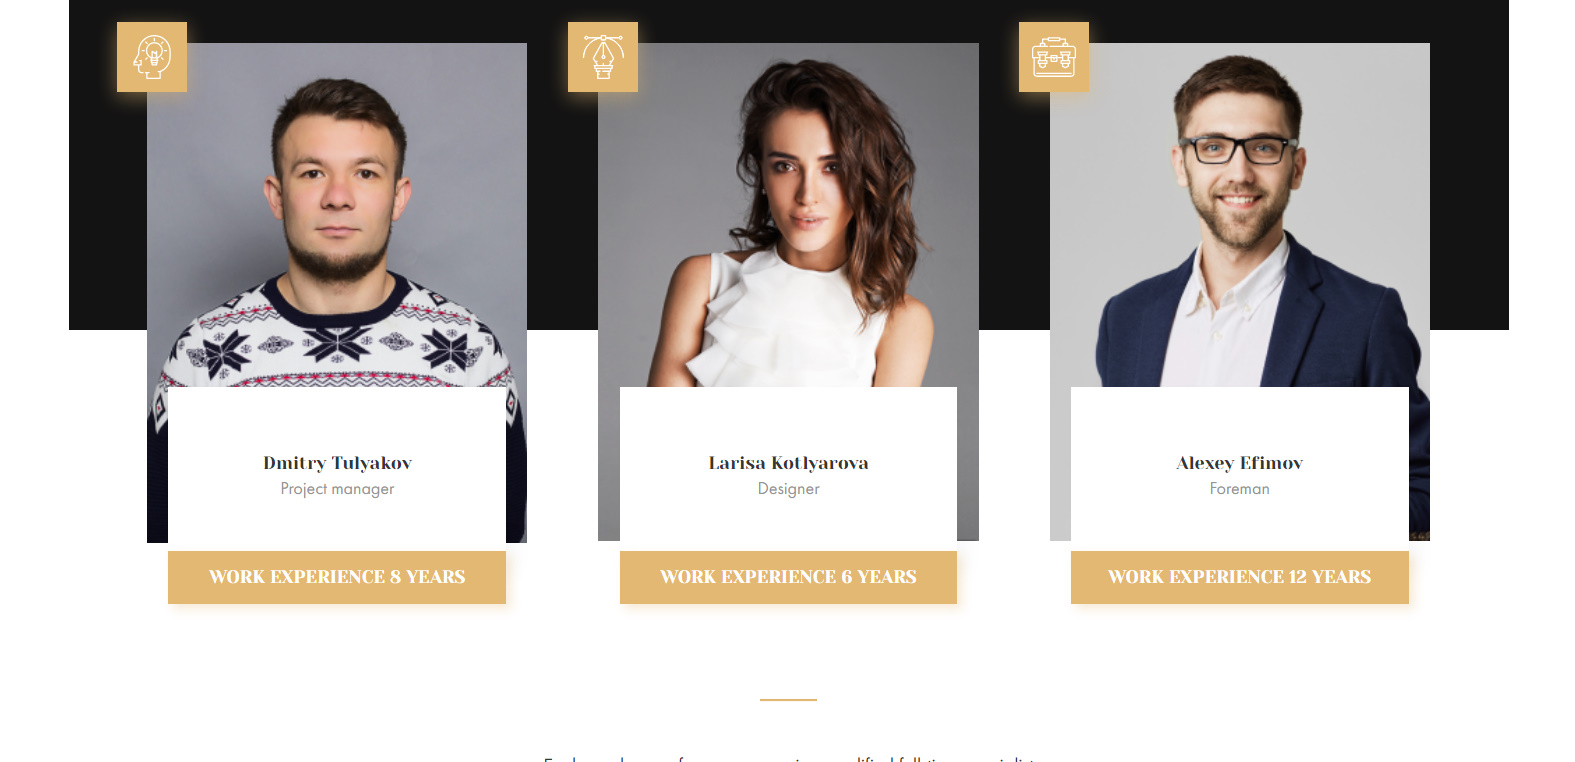 Dmitry Tulyakov
Project manager
WORK EXPERIENCE 8 YEARS
Larisa Kotlyarova
Designer
WORK EXPERIENCE 6 YEARS
Alexey Efimov
Foreman
WORK EXPERIENCE 12 YEARS